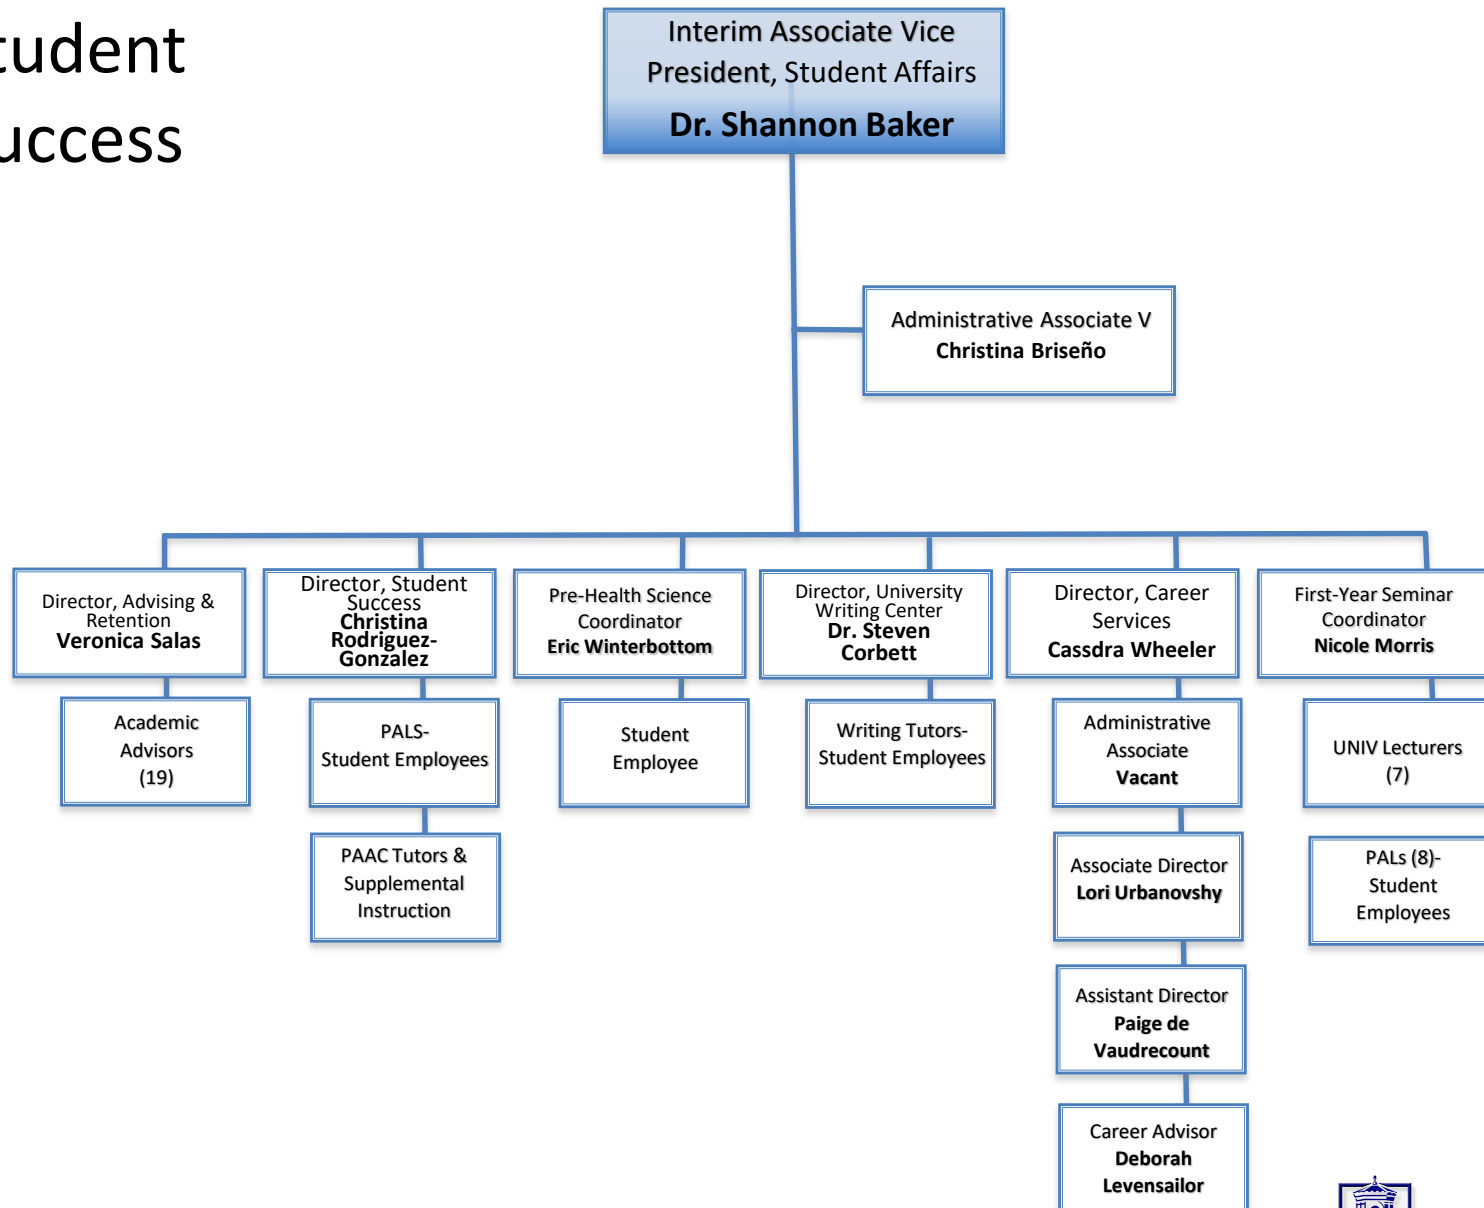 tudent
uccess
Interim Associate Vice
President, Student Affairs
Dr. Shannon Baker
Administrative Associate V
Christina Briseño
Director, Advising &
Retention
Veronica Salas
Director, Student
Success
Christina
Rodriguez-
Gonzalez
Pre-Health Science
Coordinator
Eric Winterbottom
Director, University
Writing Center
Dr. Steven
Corbett
Director, Career
Services
Cassdra Wheeler
First-Year Seminar
Coordinator
Nicole Morris
Academic
Advisors
(19)
PALS-
Student Employees
Student
Employee
Writing Tutors-
Student Employees
Administrative
Associate
Vacant
UNIV Lecturers
(7)
PAAC Tutors &
Supplemental
Instruction
Associate Director
Lori Urbanovshy
PALs (8)-
Student
Employees
Assistant Director
Paige de
Vaudrecount
Career Advisor
Deborah
Levensailor